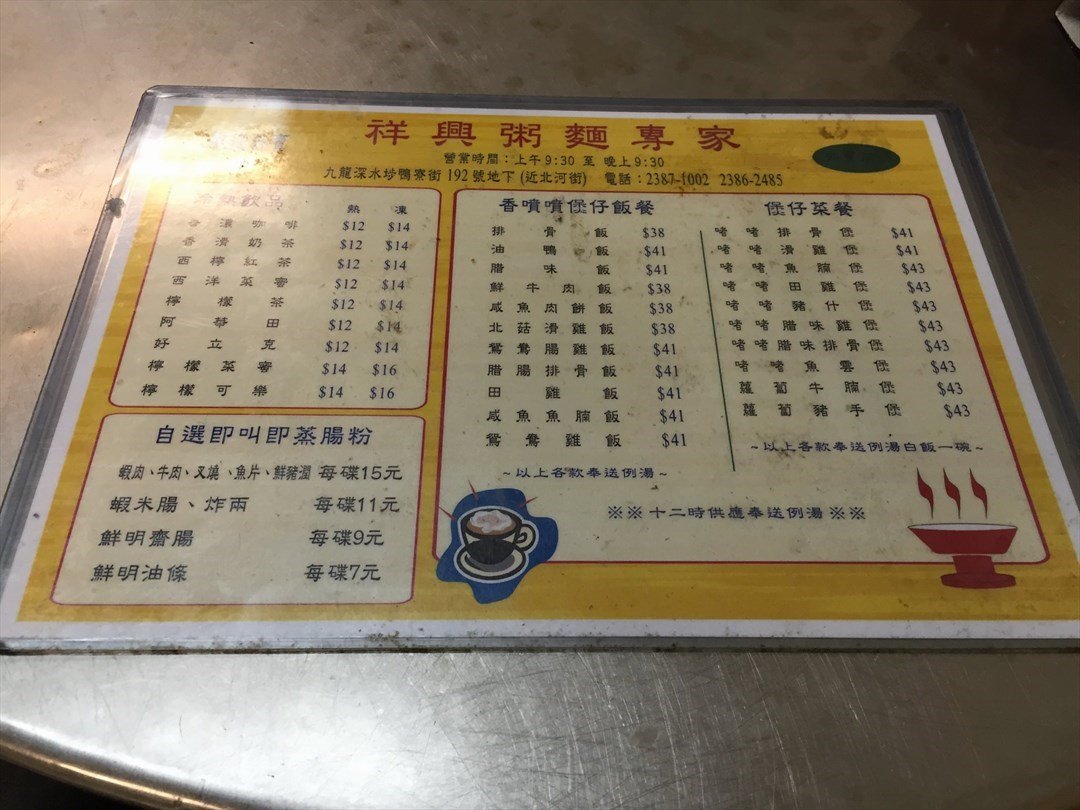 祥興粥麵專家
營業時間：上午9:30 至 晚上9:30
九龍深水埗鴨寮街192號地下(近北河街) 電話：2387-1002 2386-2485
冷熱飲品 熱 凍
香濃咖啡 $12 $14
香滑奶茶 $12 $14
西檸紅茶 $12 $14
西洋菜蜜 $12 $14
檸檬茶 $12 $14
阿華田 $12 $14
好立克 $12 $14
檸檬菜蜜 $14 $16
檸檬可樂 $14 $16
自選即叫即蒸腸粉
蝦肉、牛肉、叉燒、魚片、鮮豬潤 每碟15元
蝦米腸、炸兩 每碟11元
鮮明齋腸 每碟9元
鮮明油條 每碟7元
香噴噴煲仔飯餐
排骨飯 $38
油鴨飯 $41
腊味飯 $41
鮮牛肉飯 $38
咸魚肉餅飯 $38
北菇滑雞飯 $38
鴛鴦腸雞飯 $41
腊腸排骨飯 $41
田雞飯 $41
咸魚魚腩飯 $41
鴛鴦雞飯 $41
~以上各款奉送例湯~
煲仔菜餐
啫啫排骨煲 $41
啫啫滑雞煲 $41
啫啫魚腩煲 $43
啫啫田雞煲 $43
啫啫豬什煲 $43
啫啫腊味雞煲 $43
啫啫腊味排骨煲 $43
啫啫魚雲煲 $43
蘿蔔牛腩煲 $43
蘿蔔豬手煲 $43
~以上各款奉送例湯白飯一碗~
※※十二時供應奉送例湯※※